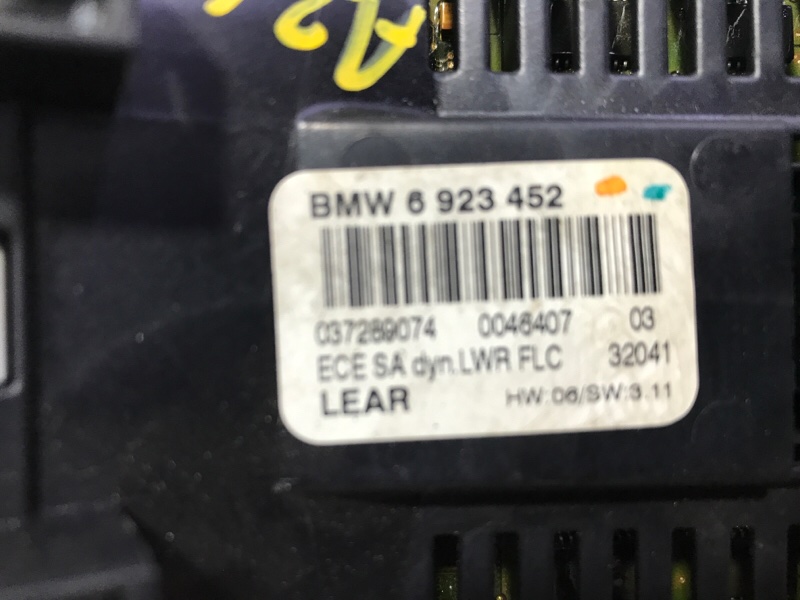 BMW 6 923 452
037289074 0046407 03
ECE SA dyn.LWR FLC 32041
LEAR HW:06/SW:3.11